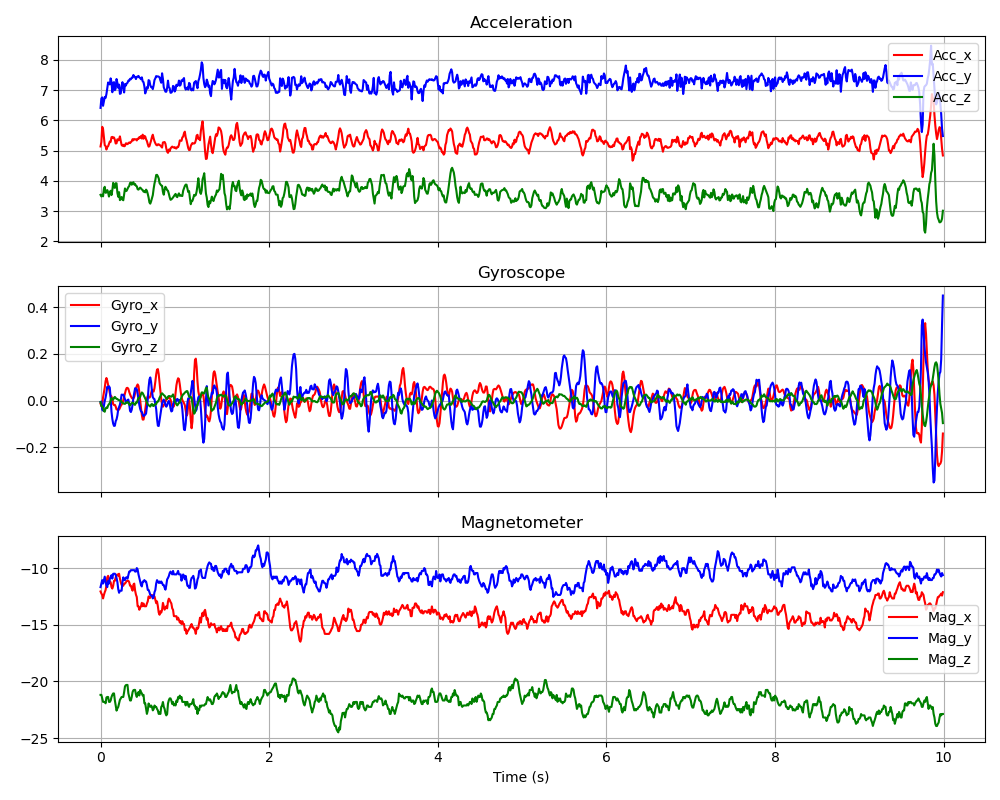 Acceleration
8
7
6
5
4
3
2
Acc_x
Acc_y
Acc_z
Gyroscope
0.4
0.2
0.0
−0.2
Gyro_x
Gyro_y
Gyro_z
Magnetometer
−10
−15
−20
−25
Mag_x
Mag_y
Mag_z
0 2 4 6 8 10
Time (s)